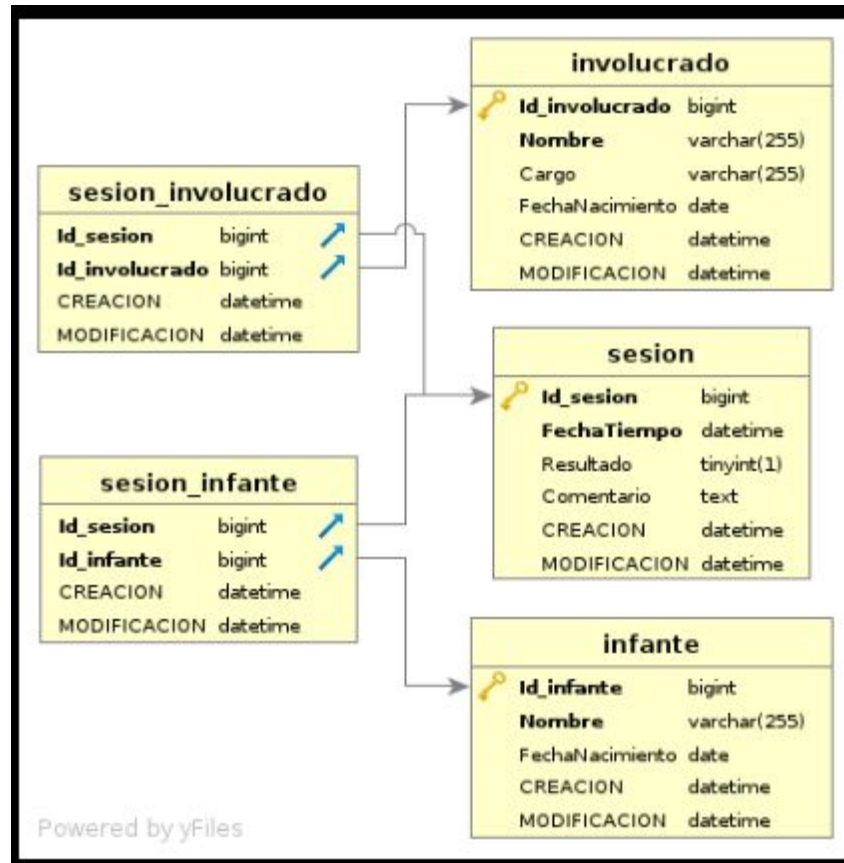 involucrado
Id_involucrado bigint
Nombre varchar(255)
Cargo varchar(255)
FechaNacimiento date
CREACION datetime
MODIFICACION datetime
sesion_involucrado
Id_sesion bigint
Id_involucrado bigint
CREACION datetime
MODIFICACION datetime
sesion
Id_sesion bigint
FechaTiempo datetime
Resultado tinyint(1)
Comentario text
CREACION datetime
MODIFICACION datetime
sesion_infante
Id_sesion bigint
Id_infante bigint
CREACION datetime
MODIFICACION datetime
infante
Id_infante bigint
Nombre varchar(255)
FechaNacimiento date
CREACION datetime
MODIFICACION datetime
Powered by yFiles